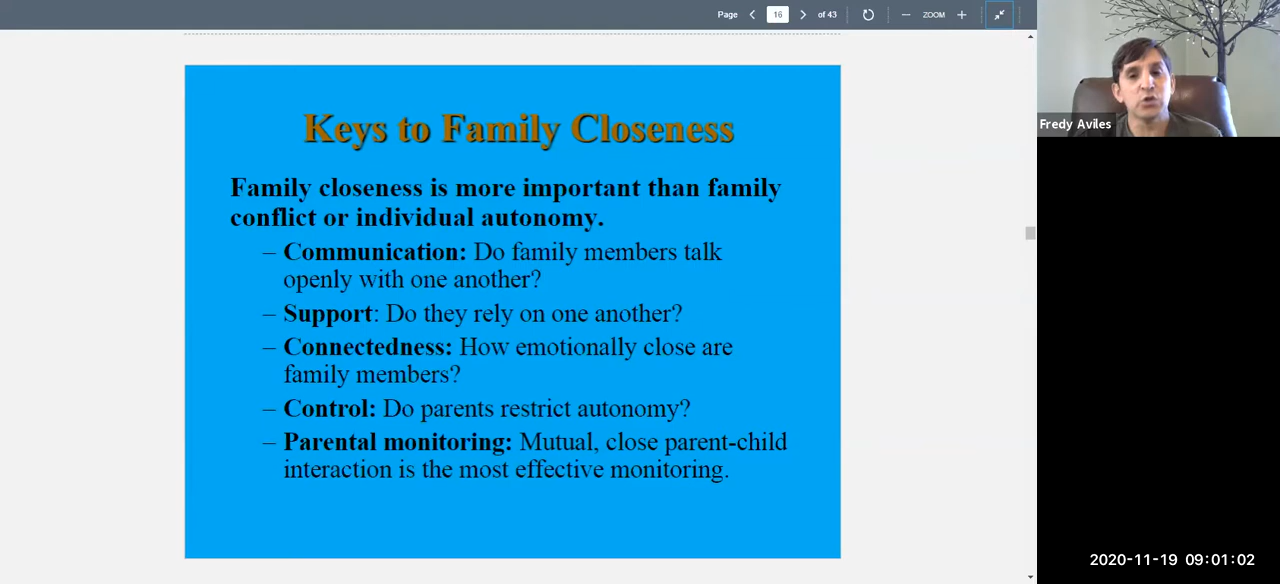 Page 16 of 43 ZOOM
Keys to Family Closeness
Family closeness is more important than family
conflict or individual autonomy.
– Communication: Do family members talk
openly with one another?
– Support: Do they rely on one another?
– Connectedness: How emotionally close are
family members?
– Control: Do parents restrict autonomy?
– Parental monitoring: Mutual, close parent-child
interaction is the most effective monitoring.
Fredy Aviles
2020-11-19 09:01:02